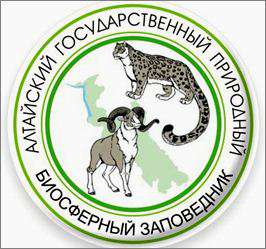 АЛТАЙСКИЙ ГОСУДАРСТВЕННЫЙ ПРИРОДНЫЙ
БИОСФЕРНЫЙ ЗАПОВЕДНИК